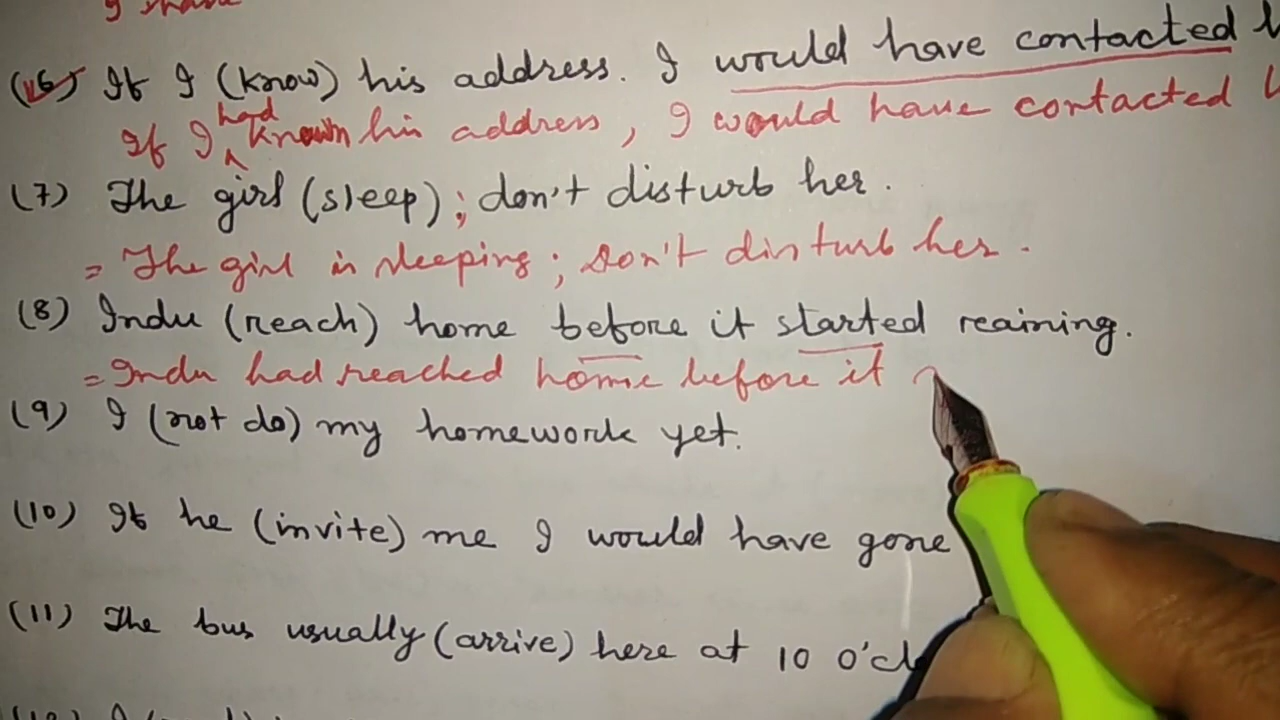 I have
(6) If I (know) his address. I would have contacted
If I had known his address, I would have contacted
(7) The girl (sleep); don't disturb her.
= The girl is sleeping; Don't disturb her.
(8) Indu (reach) home before it started reaining.
= Indu had reached home before it
(9) I (not do) my homework yet.
(10) If he (invite) me I would have gone
(11) The bus usually (arrive) here at 10 O'cl